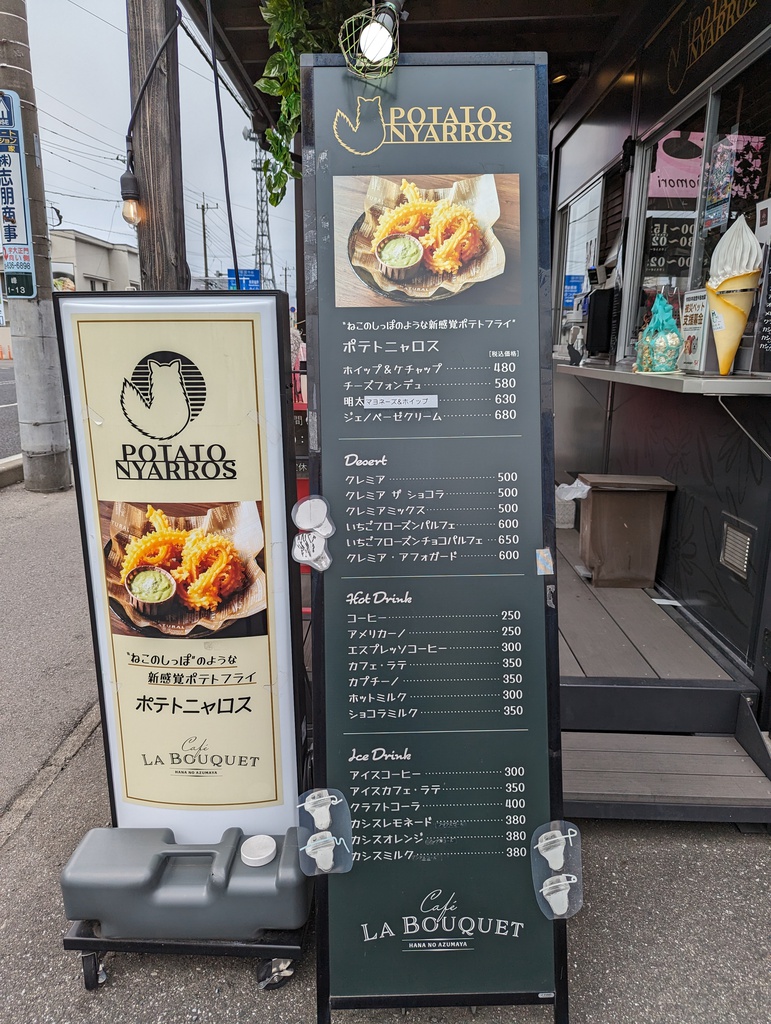 POTATO
NYARROS
"ねこのしっぽのような新感覚ポテトフライ"
ポテトニャロス
[税込価格]
ホイップ&ケチャップ 480
チーズフォンデュ 580
明太マヨネーズ&ホイップ 630
ジェノベーゼクリーム 680
Desert
クレミア 500
クレミア ザ ショコラ 500
クレミアミックス 500
いちごフローズンパルフェ 600
いちごフローズンチョコパルフェ 650
クレミア・アフォガード 600
Hot Drink
コーヒー 250
アメリカーノ 250
エスプレッソコーヒー 300
カフェ・ラテ 350
カプチーノ 350
ホットミルク 300
ショコラミルク 350
Ice Drink
アイスコーヒー 300
アイスカフェ・ラテ 350
クラフトコーラ 400
カシスレモネード 380
カシスオレンジ 380
カシスミルク 380
Café
LA BOUQUET
HANA NO AZUMAYA
POTATO
NYARROS
"ねこのしっぽ"のような
新感覚ポテトフライ
ポテトニャロス
Café
LA BOUQUET
HANA NO AZUMAYA
志朋商事
POTATO
NYARROS